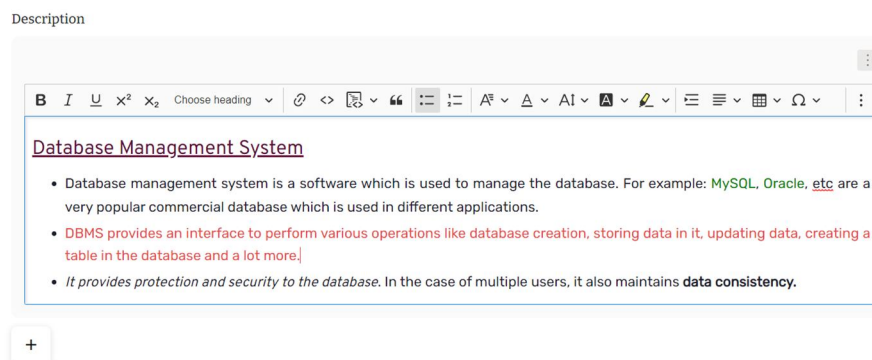 Description
B I U X² X₂ Choose heading
Database Management System
• Database management system is a software which is used to manage the database. For example: MySQL, Oracle, etc are a
very popular commercial database which is used in different applications.
• DBMS provides an interface to perform various operations like database creation, storing data in it, updating data, creating a
table in the database and a lot more.
• It provides protection and security to the database. In the case of multiple users, it also maintains data consistency.